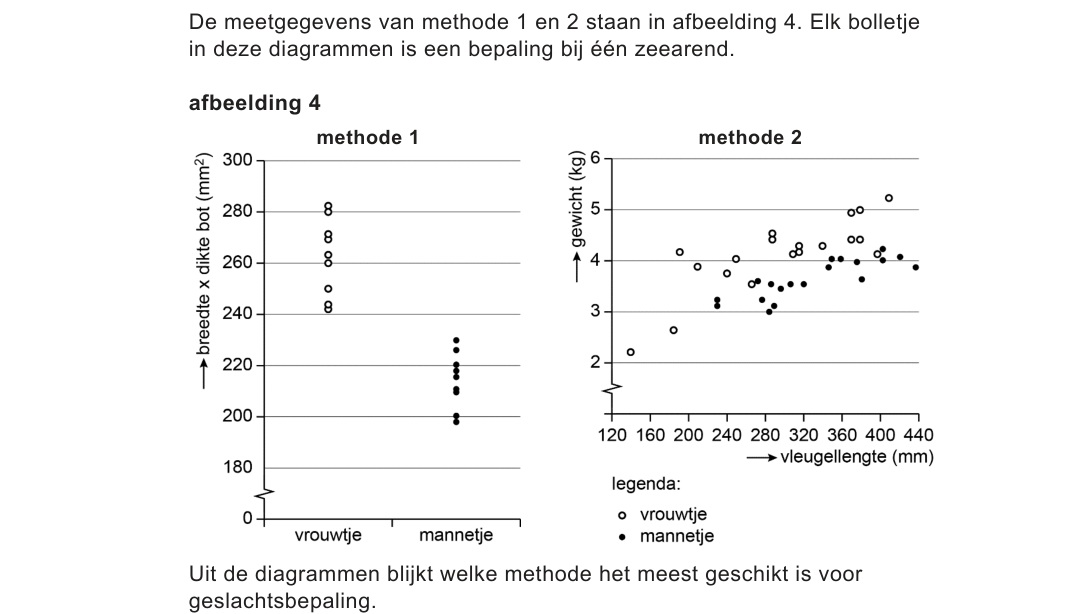 De meetgegevens van methode 1 en 2 staan in afbeelding 4. Elk bolletje
in deze diagrammen is een bepaling bij één zeearend.
afbeelding 4
methode 1
breedte x dikte bot (mm²)
300
280
260
240
220
200
180
0
vrouwtje mannetje
methode 2
gewicht (kg)
6
5
4
3
2
120 160 200 240 280 320 360 400 440
vleugellengte (mm)
legenda:
vrouwtje
mannetje
Uit de diagrammen blijkt welke methode het meest geschikt is voor
geslachtsbepaling.